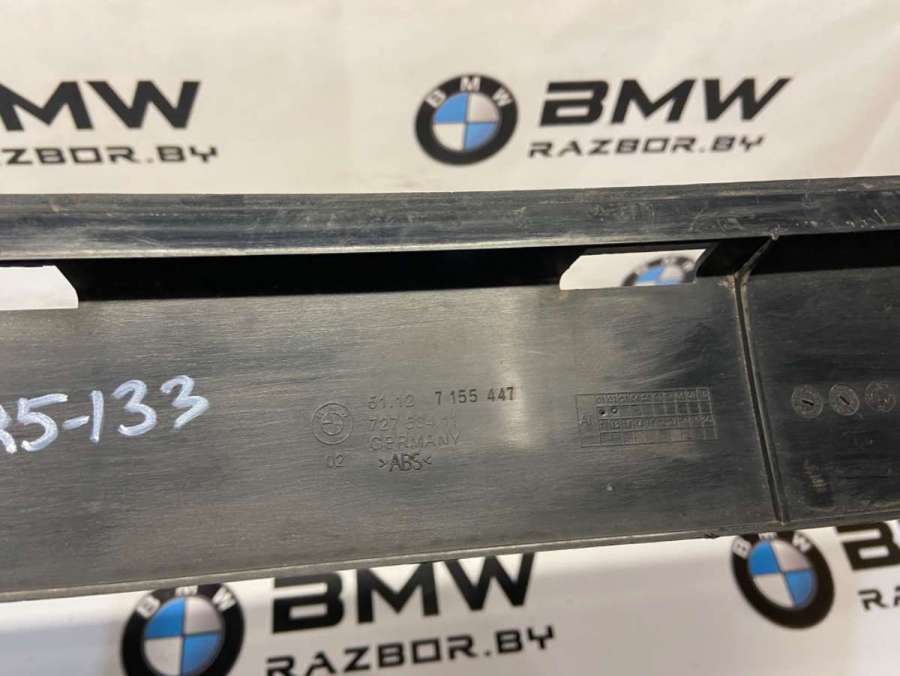 BMW
RAZBOR.BY
BMW
RAZBOR.BY
51.12 7 155 447
GERMANY
02 >ABS<
5-133
BMW
RAZBOR.BY